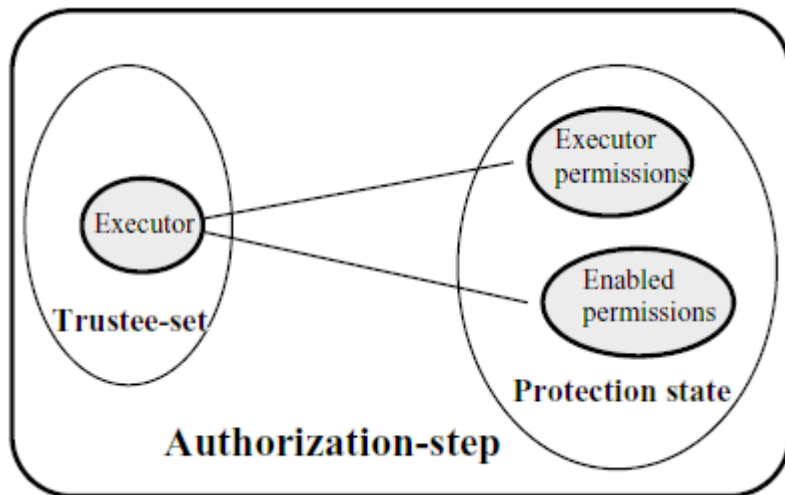 Executor
permissions
Executor
Enabled
permissions
Trustee-set
Protection state
Authorization-step